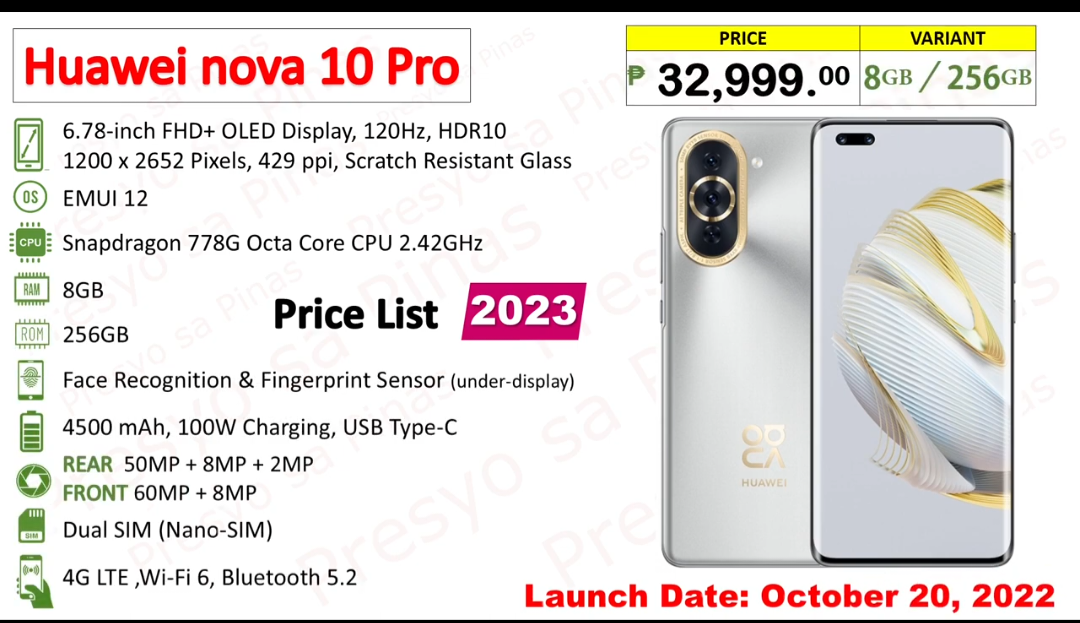 Huawei nova 10 Pro
PRICE
VARIANT
₱ 32,999.00
8GB / 256GB
6.78-inch FHD+ OLED Display, 120Hz, HDR10
1200 x 2652 Pixels, 429 ppi, Scratch Resistant Glass
OS
EMUI 12
CPU
Snapdragon 778G Octa Core CPU 2.42GHz
RAM
8GB
ROM
256GB
Price List 2023
Face Recognition & Fingerprint Sensor (under-display)
4500 mAh, 100W Charging, USB Type-C
REAR 50MP + 8MP + 2MP
FRONT 60MP + 8MP
SIM
Dual SIM (Nano-SIM)
4G LTE ,Wi-Fi 6, Bluetooth 5.2
HUAWEI
Launch Date: October 20, 2022
Presyo sa Pinas